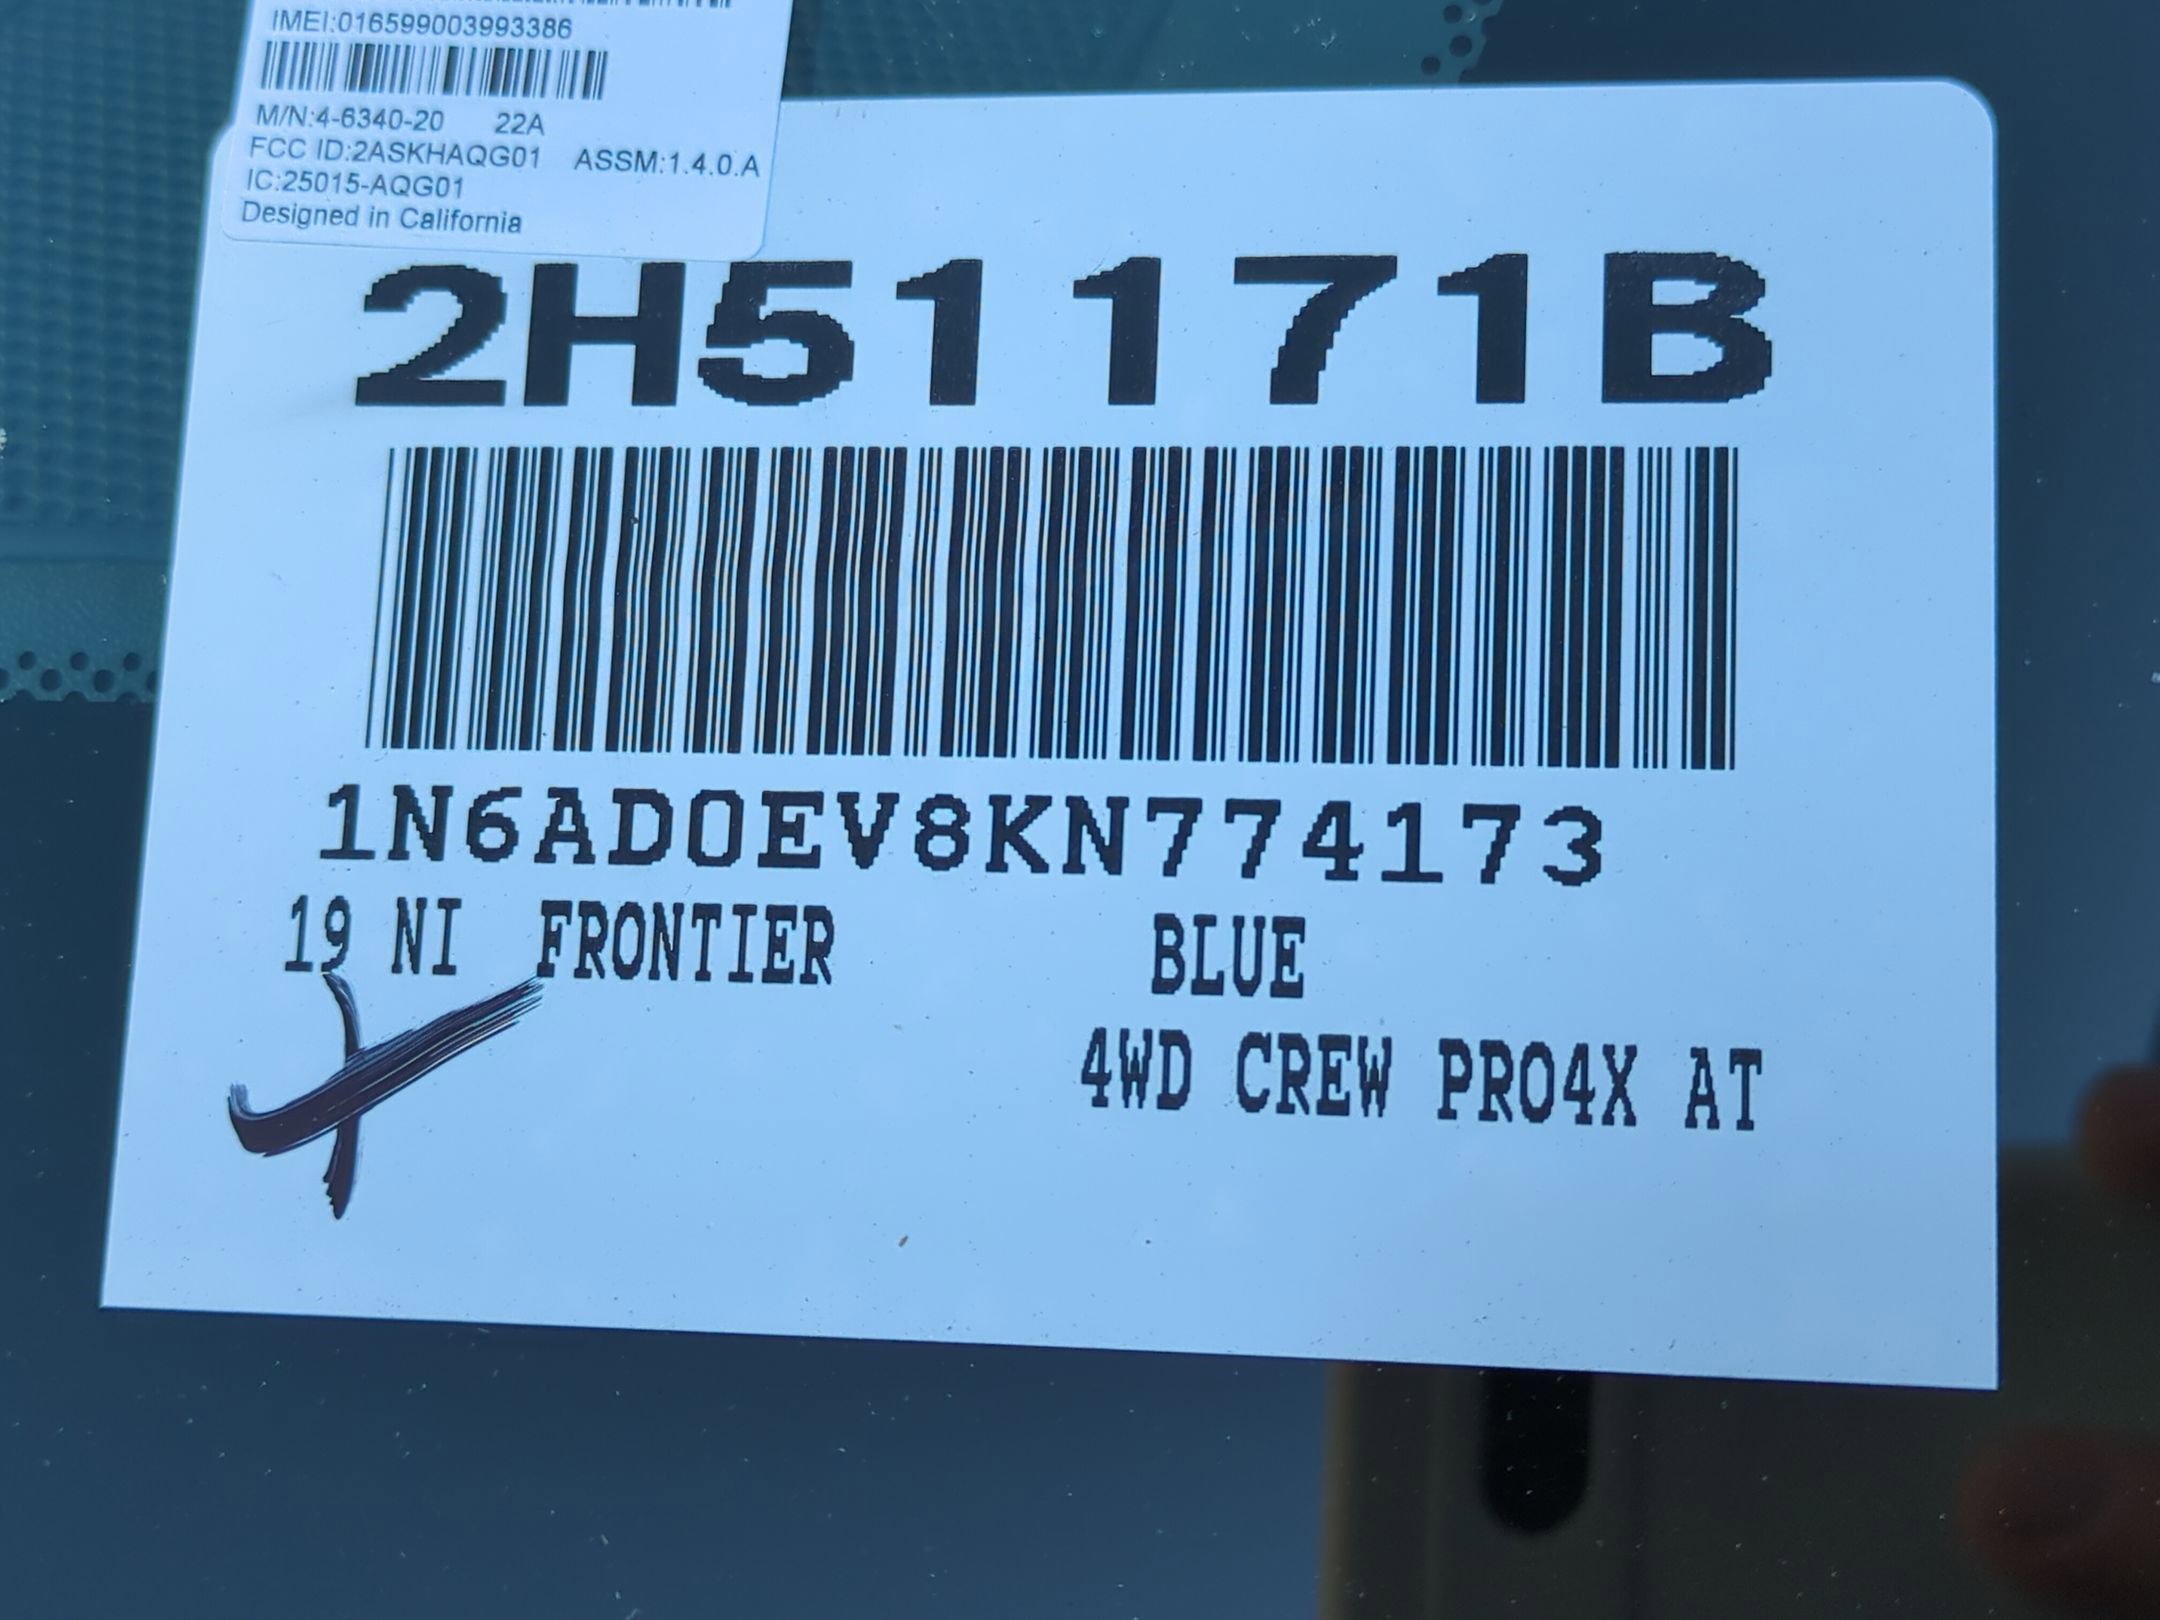 IMEI:016599003993386
M/N:4-6340-20 22A
FCC ID:2ASKHAQG01 ASSM:1.4.0.A
IC:25015-AQG01
Designed in California
2H51171B
1N6AD0EV8KN774173
19 NI FRONTIER BLUE
4WD CREW PRO4X AT